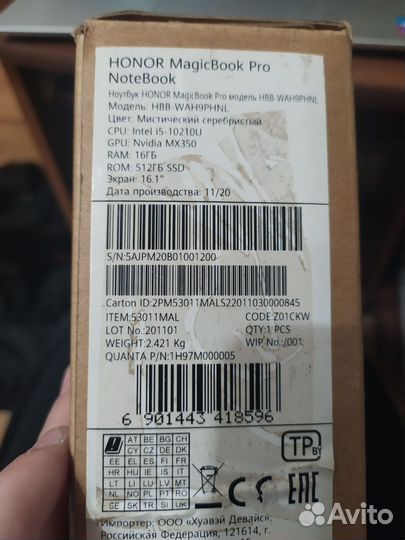 HONOR MagicBook Pro
NoteBook
Ноутбук HONOR MagicBook Pro модель HBB-WAH9PHNL
Модель: HBB-WAH9PHNL
Цвет: Мистический серебристый
CPU: Intel i5-10210U
GPU: Nvidia MX350
RAM: 16ГБ
ROM: 512ГБ SSD
Экран: 16.1"
Дата производства: 11/20
S/N:5AJPM20B01001200
Carton ID:2PM53011MALS22011030000845
ITEM:53011MAL CODE:Z01CKW
LOT No.:201101 QTY:1 PCS
WEIGHT:2.421 Kg WIP No.:/001
QUANTA P/N:1H97M000005
6 901443 418596
AT BE BG CH
CY CZ DE DK
EE EL ES FI FR
HR HU IE IS IT
LI LT LU LV MT
NL NO PL PT RO
SE SK TR SI UK
TP BY
CE
EAC
Импортер: ООО «Хуавэй Девайс»,
Российская Федерация, 121614, г.
Avito